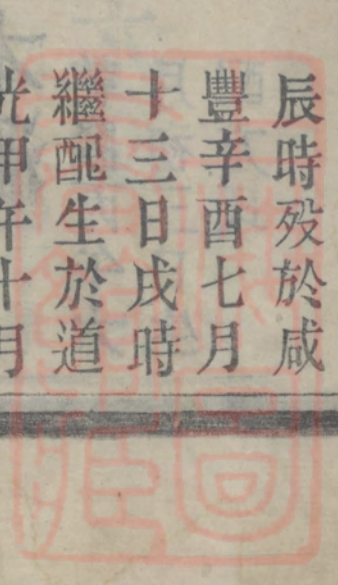 辰時歿於咸
豐辛酉七月
十三日戌時
繼配生於道
光甲午十月